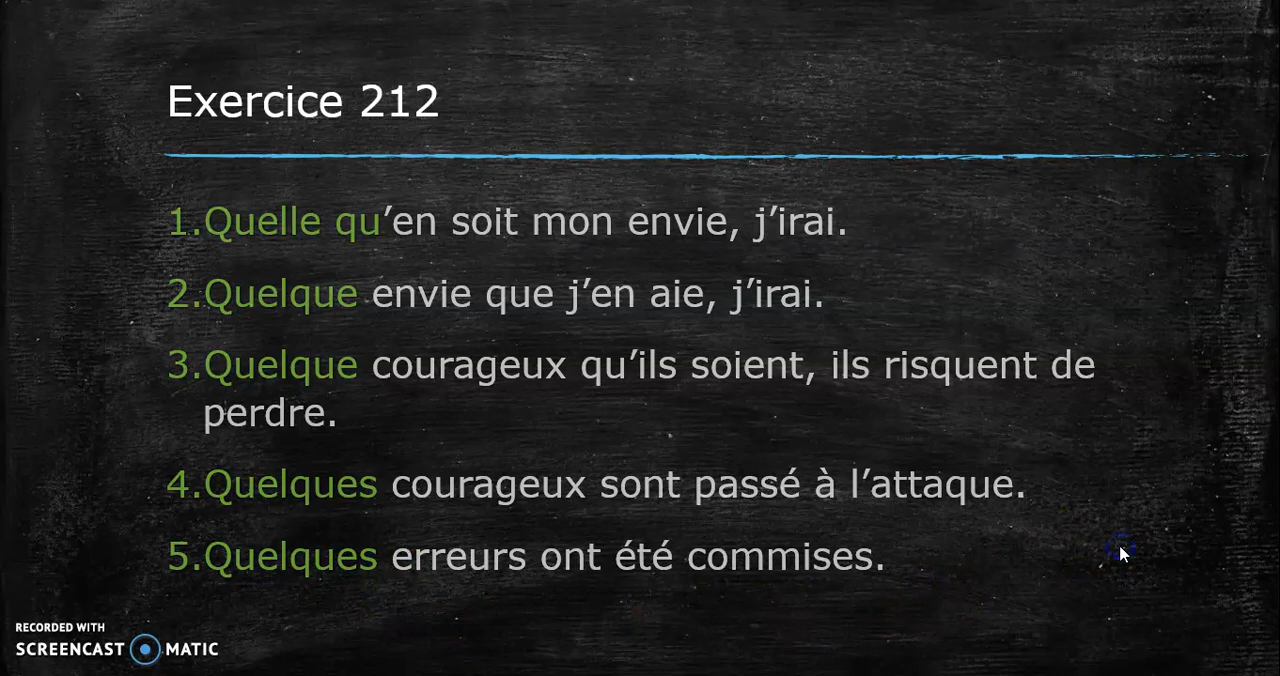 Exercice 212
1.Quelle qu’en soit mon envie, j’irai.
2.Quelque envie que j’en aie, j’irai.
3.Quelque courageux qu’ils soient, ils risquent de
perdre.
4.Quelques courageux sont passé à l’attaque.
5.Quelques erreurs ont été commises.
RECORDED WITH
SCREENCAST MATIC